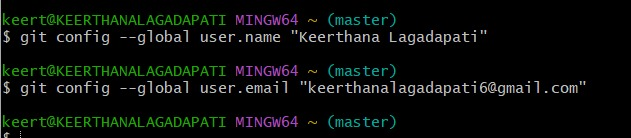 keert@KEERTHANALAGADAPATI MINGW64 ~ (master)
$ git config --global user.name "Keerthana Lagadapati"
keert@KEERTHANALAGADAPATI MINGW64 ~ (master)
$ git config --global user.email "keerthanalagadapati6@gmail.com"
keert@KEERTHANALAGADAPATI MINGW64 ~ (master)
$